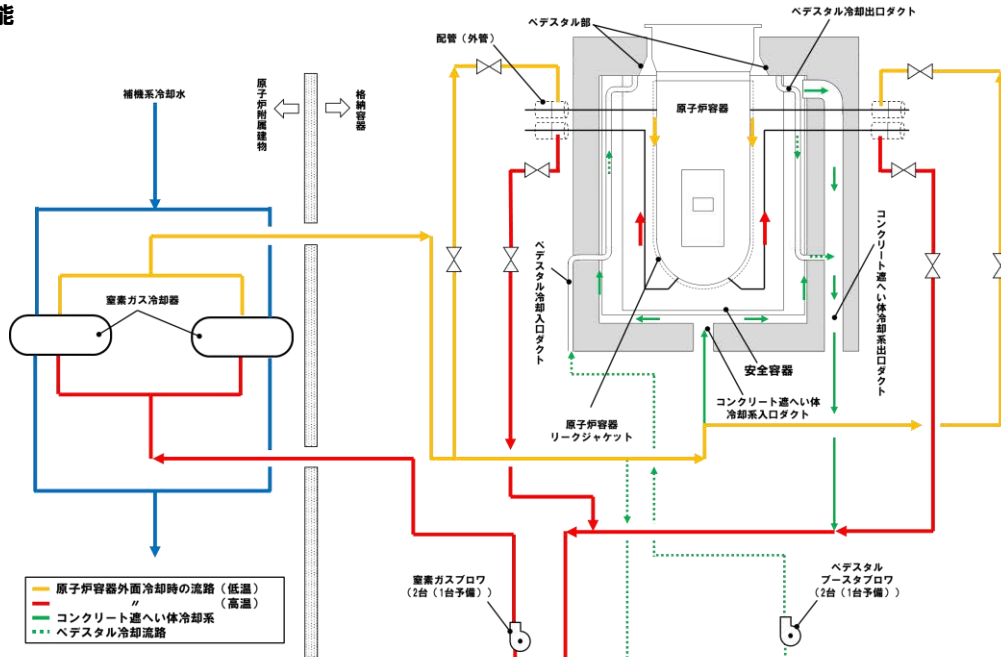 能
ペデスタル部
ペデスタル冷却出口ダクト
配管（外管）
補機系冷却水
原子炉附属建物
格納容器
原子炉容器
窒素ガス冷却器
ペデスタル冷却入口ダクト
コンクリート遮へい体冷却系出口ダクト
安全容器
コンクリート遮へい体
冷却系入口ダクト
原子炉容器
リークジャケット
原子炉容器外面冷却時の流路（低温）
〃　（高温）
コンクリート遮へい体冷却系
ペデスタル冷却流路
窒素ガスブロワ
（2台（1台予備））
ペデスタル
ブースタブロワ
（2台（1台予備））